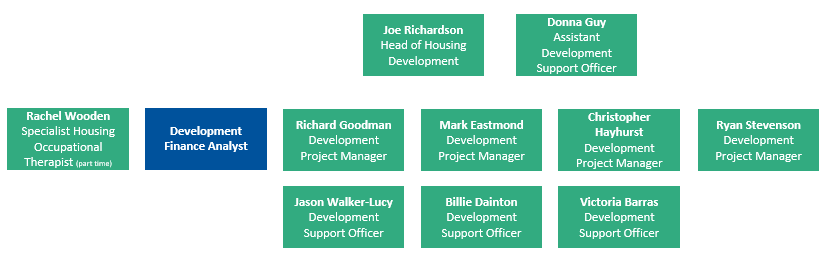 Joe Richardson
Head of Housing
Development
Donna Guy
Assistant
Development
Support Officer
Rachel Wooden
Specialist Housing
Occupational
Therapist (part time)
Development
Finance Analyst
Richard Goodman
Development
Project Manager
Mark Eastmond
Development
Project Manager
Christopher
Hayhurst
Development
Project Manager
Ryan Stevenson
Development
Project Manager
Jason Walker-Lucy
Development
Support Officer
Billie Dainton
Development
Support Officer
Victoria Barras
Development
Support Officer